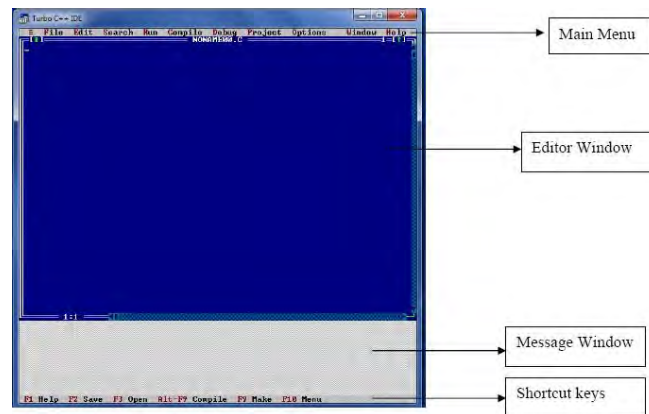 Turbo C++ IDE
≡ File Edit Search Run Compile Debug Project Options Window Help
Main Menu
NONAME00.C 1
Editor Window
1:1
Message Window
F1 Help F2 Save F3 Open Alt-F9 Compile F9 Make F10 Menu
Shortcut keys